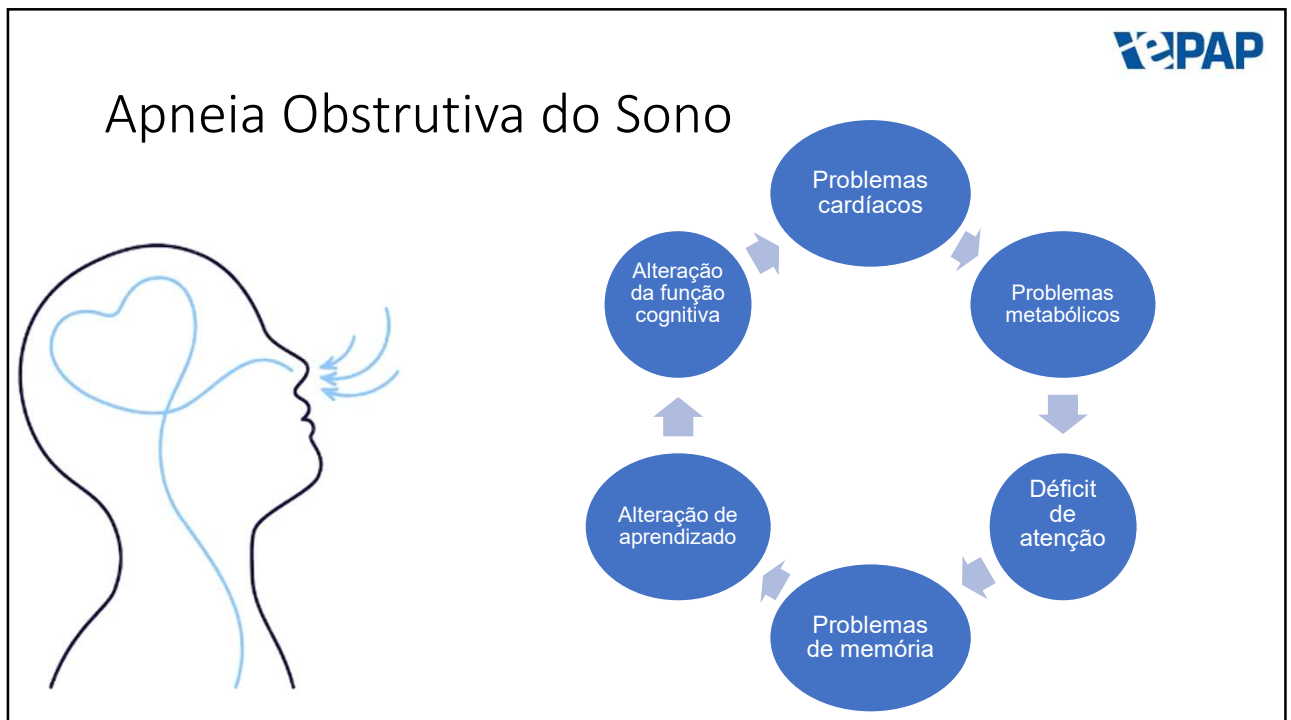 iePAP
Apneia Obstrutiva do Sono
Problemas
cardíacos
Problemas
metabólicos
Déficit
de
atenção
Problemas
de memória
Alteração de
aprendizado
Alteração
da função
cognitiva